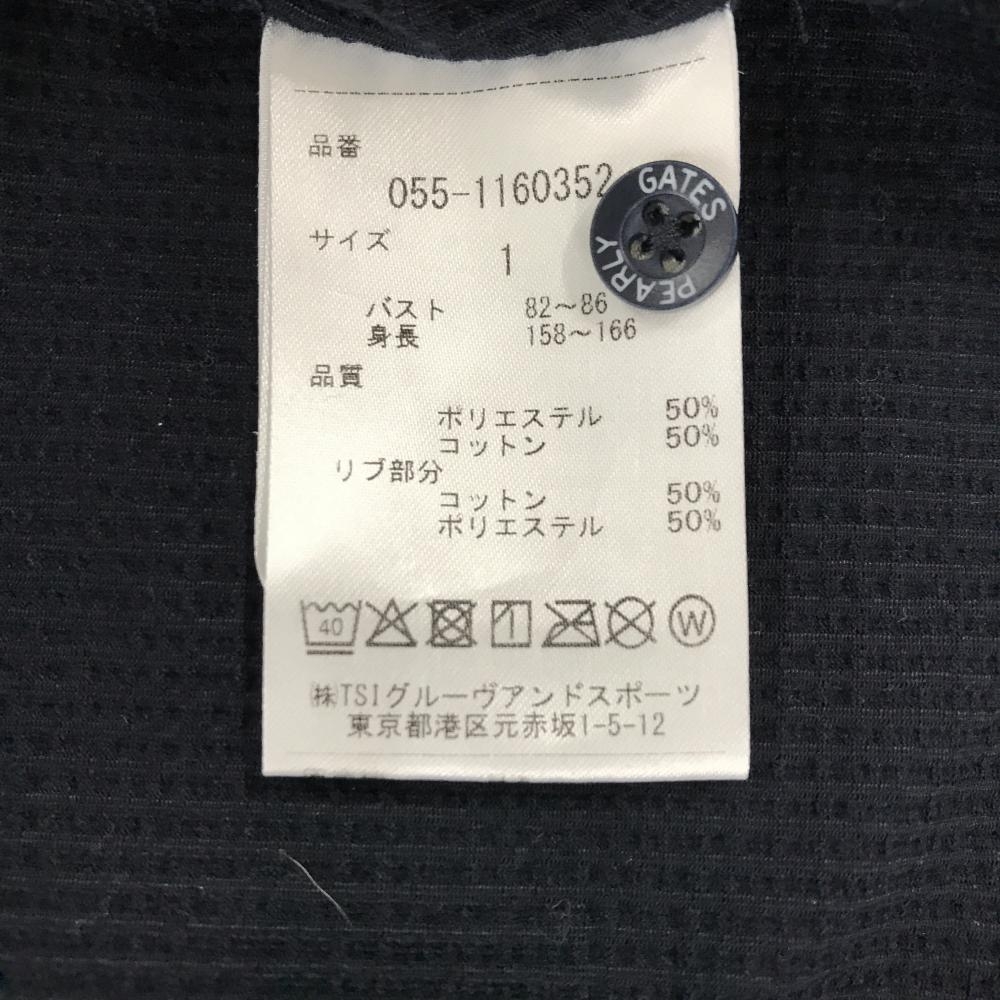 品番
055-1160352
GATES
PEARLY
サイズ
1
バスト 82～86
身長 158～166
品質
ポリエステル 50%
コットン 50%
リブ部分
コットン 50%
ポリエステル 50%
40
W
㈱TSIグルーヴアンドスポーツ
東京都港区元赤坂1-5-12